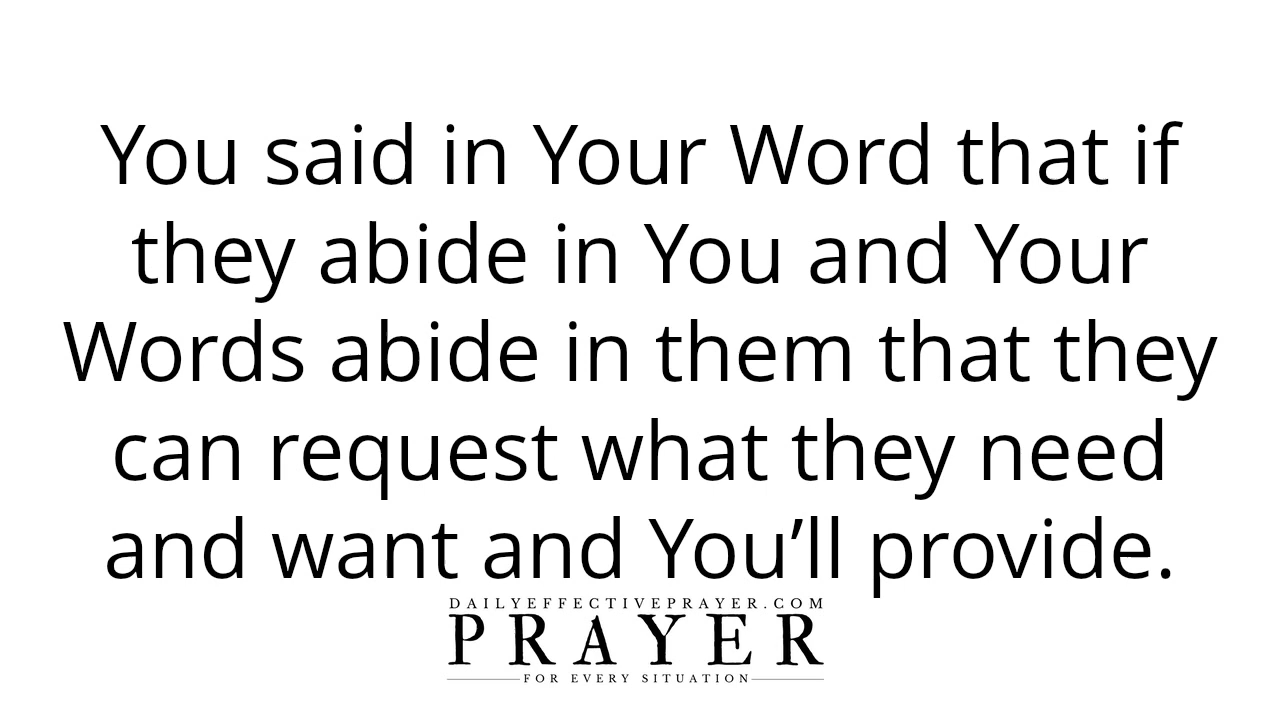 You said in Your Word that if
they abide in You and Your
Words abide in them that they
can request what they need
and want and You’ll provide.
DAILYEFFECTIVEPRAYER.COM
PRAYER
FOR EVERY SITUATION